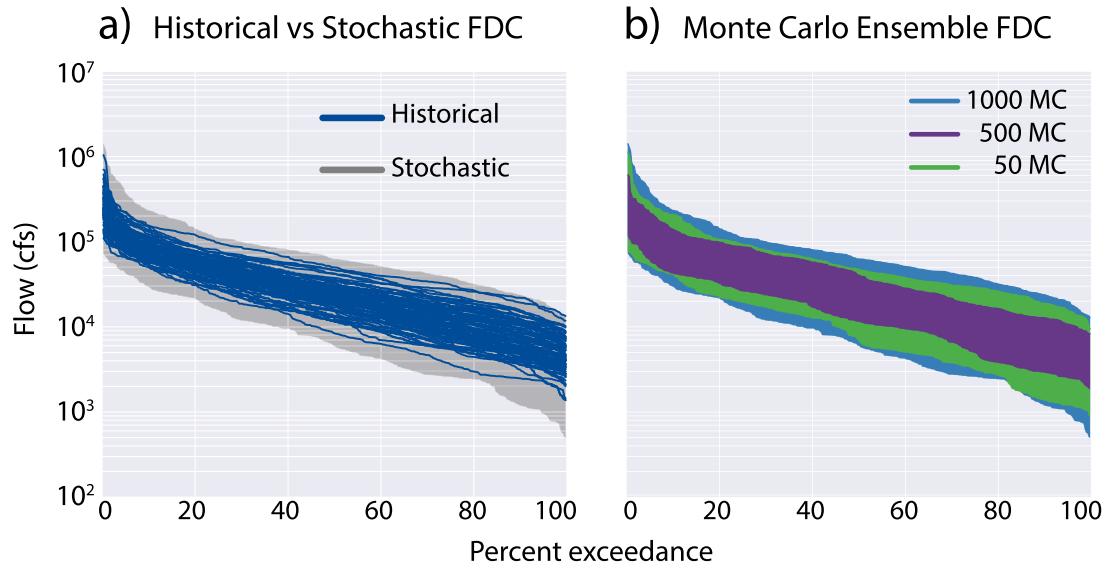 a) Historical vs Stochastic FDC
b) Monte Carlo Ensemble FDC
Flow (cfs)
10⁷
10⁶
10⁵
10⁴
10³
10²
Historical
Stochastic
0 20 40 60 80 100
1000 MC
500 MC
50 MC
0 20 40 60 80 100
Percent exceedance